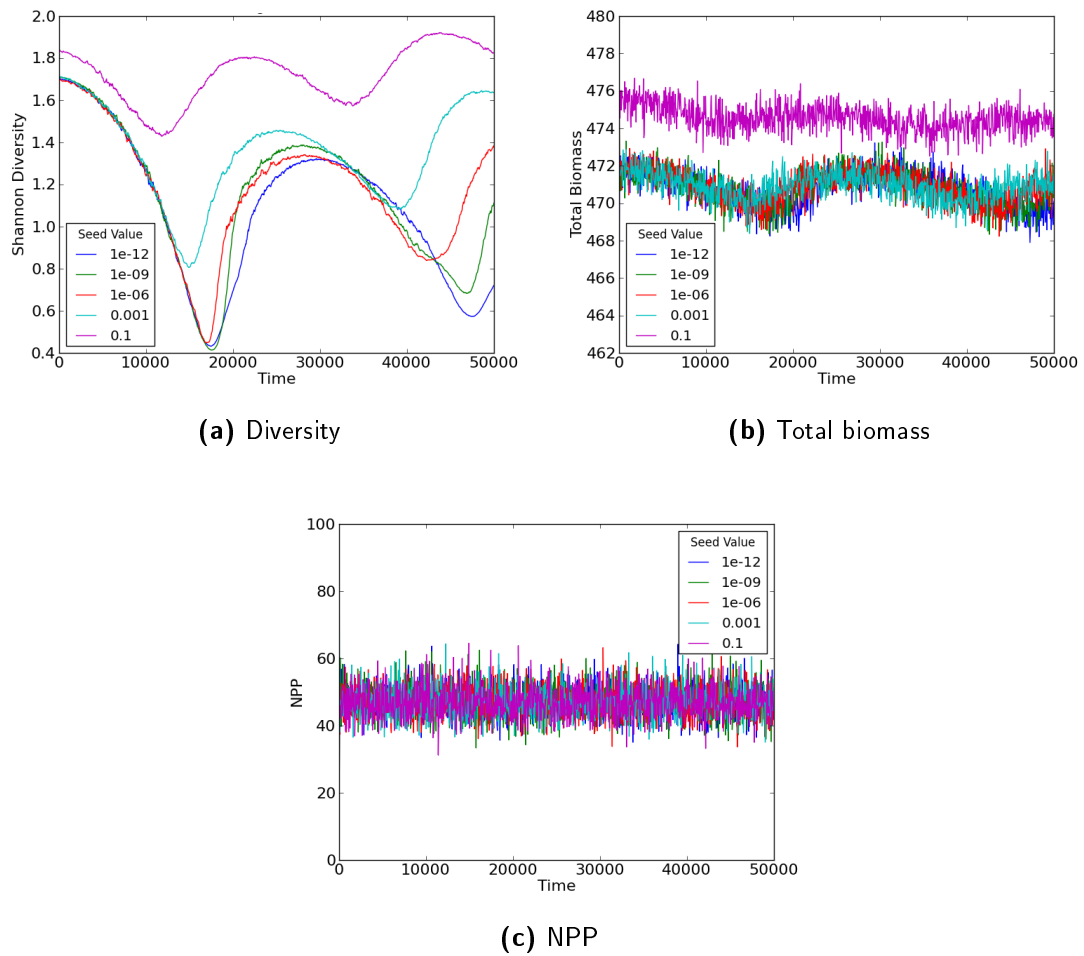 2.0
1.8
1.6
1.4
1.2
1.0
0.8
0.6
0.4
Shannon Diversity
Seed Value
1e-12
1e-09
1e-06
0.001
0.1
0 10000 20000 30000 40000 50000
Time
(a) Diversity
480
478
476
474
472
470
468
466
464
462
Total Biomass
Seed Value
1e-12
1e-09
1e-06
0.001
0.1
0 10000 20000 30000 40000 50000
Time
(b) Total biomass
100
80
60
40
20
0
NPP
Seed Value
1e-12
1e-09
1e-06
0.001
0.1
0 10000 20000 30000 40000 50000
Time
(c) NPP